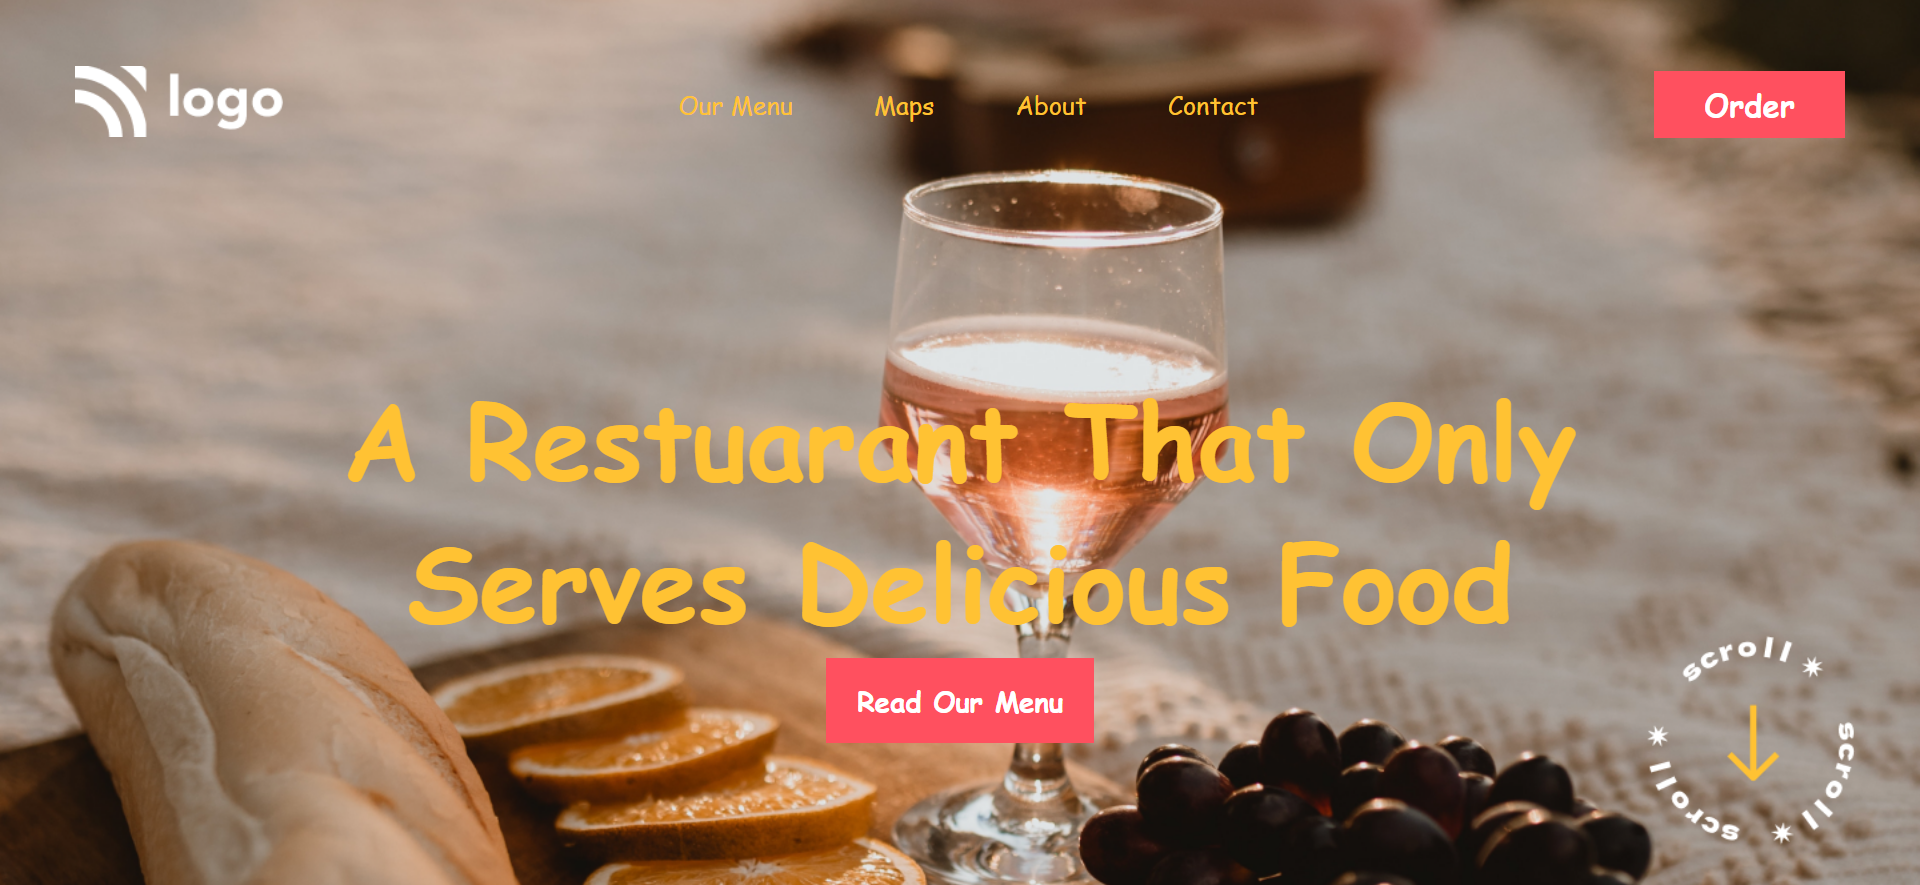 logo
Our Menu
Maps
About
Contact
Order
A Restuarant That Only
Serves Delicious Food
Read Our Menu
scroll
scroll
scroll